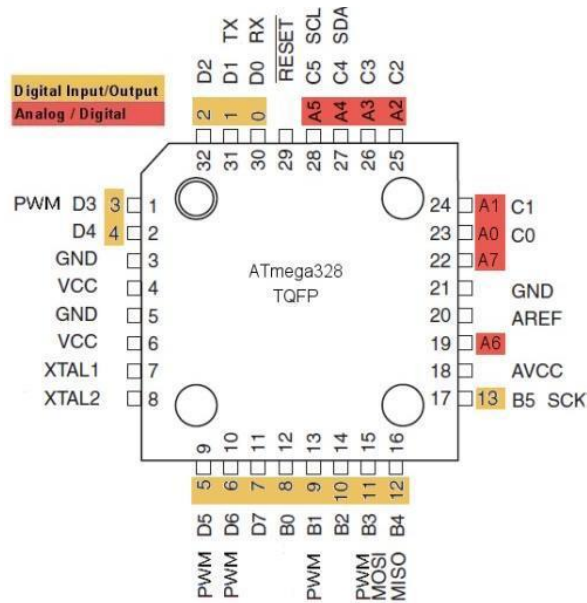 D2
D1 TX
D0 RX
RESET
C5 SCL
C4 SDA
C3
C2
Digital Input/Output
Analog / Digital
2 1 0 A5 A4 A3 A2
32 31 30 29 28 27 26 25
PWM D3 3 1
D4 4 2
GND 3
VCC 4
GND 5
VCC 6
XTAL1 7
XTAL2 8
ATmega328
TQFP
24 A1 C1
23 A0 C0
22 A7
21 GND
20 AREF
19 A6
18 AVCC
17 13 B5 SCK
9 10 11 12 13 14 15 16
5 6 7 8 9 10 11 12
D5 D6 D7 B0 B1 B2 B3 B4
PWM PWM PWM PWM MISO
MOSI